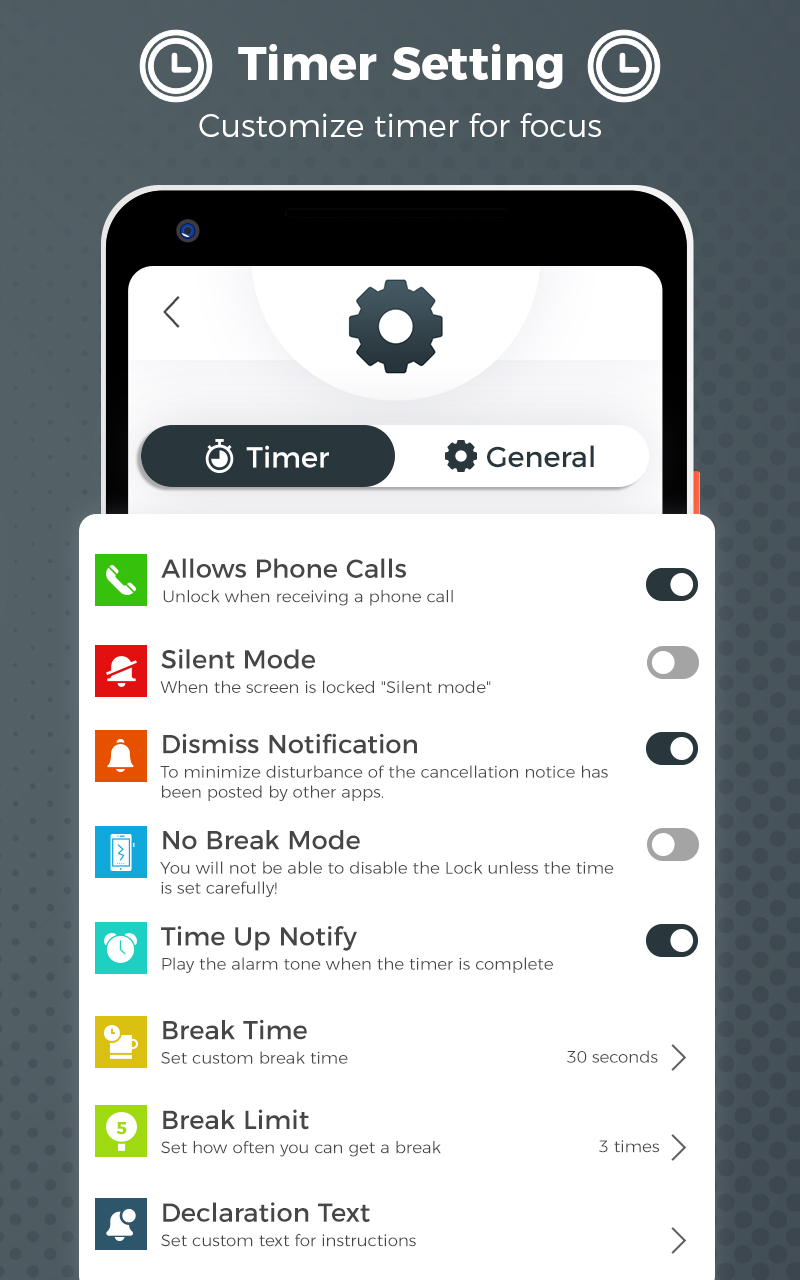 Timer Setting
Customize timer for focus
Timer
General
Allows Phone Calls
Unlock when receiving a phone call
Silent Mode
When the screen is locked "Silent mode"
Dismiss Notification
To minimize disturbance of the cancellation notice has
been posted by other apps.
No Break Mode
You will not be able to disable the Lock unless the time
is set carefully!
Time Up Notify
Play the alarm tone when the timer is complete
Break Time
Set custom break time
30 seconds
5
Break Limit
Set how often you can get a break
3 times
Declaration Text
Set custom text for instructions